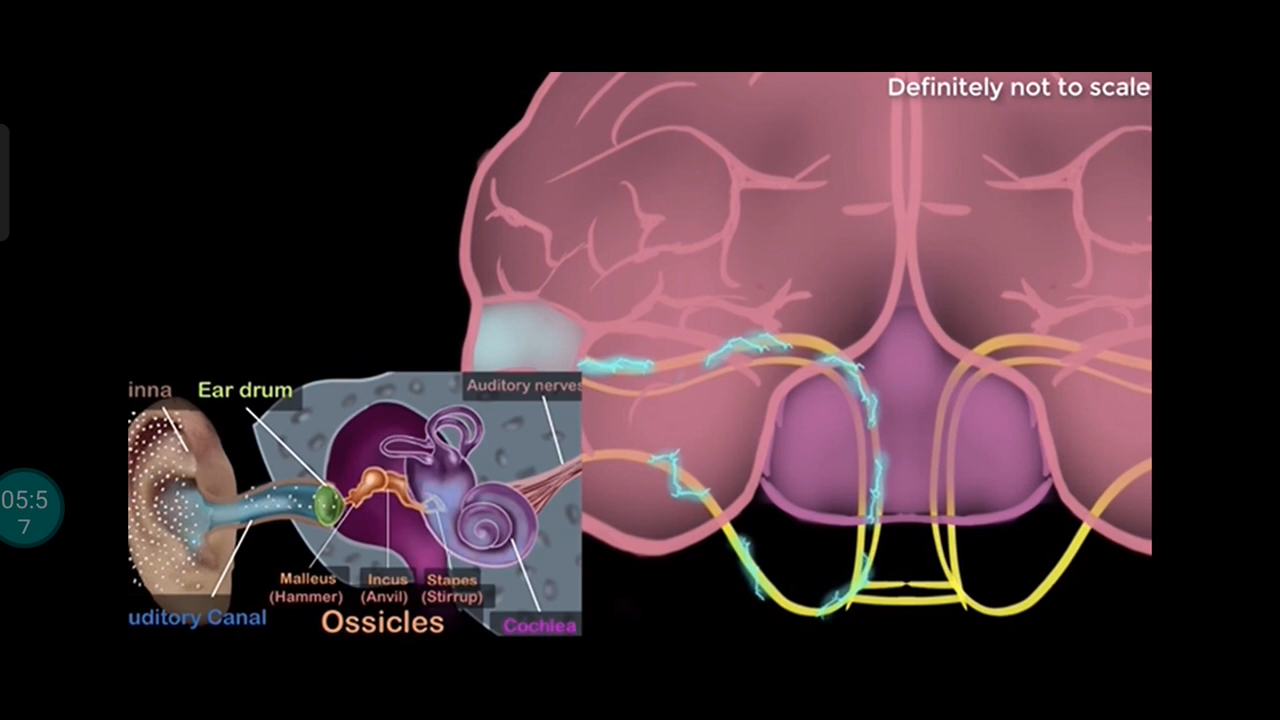 Definitely not to scale
inna
Ear drum
Auditory nerves
Malleus
(Hammer)
Incus
(Anvil)
Stapes
(Stirrup)
uditory Canal
Ossicles
Cochlea
05:5
7